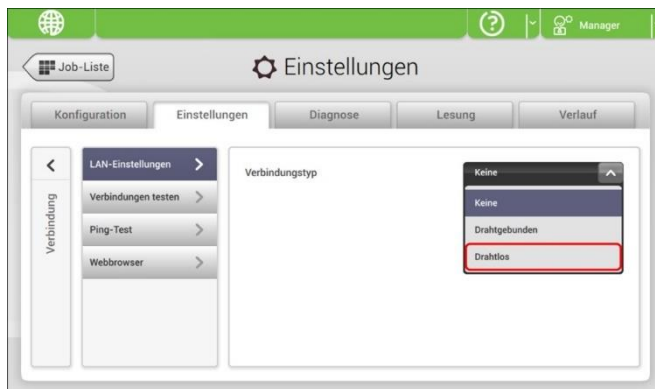 Manager
Job-Liste
Einstellungen
Konfiguration
Einstellungen
Diagnose
Lesung
Verlauf
Verbindung
LAN-Einstellungen
Verbindungen testen
Ping-Test
Webbrowser
Verbindungstyp
Keine
Keine
Drahtgebunden
Drahtlos